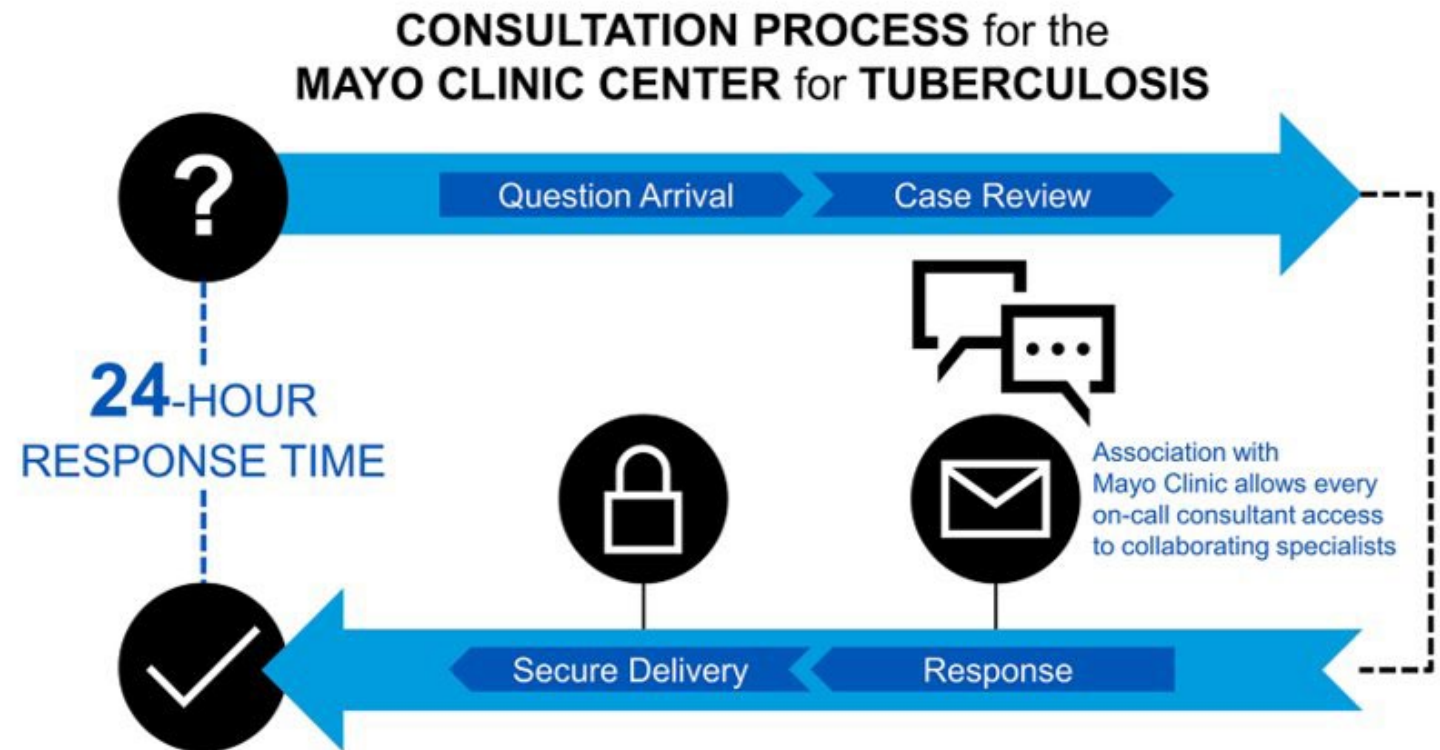 CONSULTATION PROCESS for the
MAYO CLINIC CENTER for TUBERCULOSIS
?
Question Arrival
Case Review
24-HOUR
RESPONSE TIME
Association with
Mayo Clinic allows every
on-call consultant access
to collaborating specialists
Secure Delivery
Response